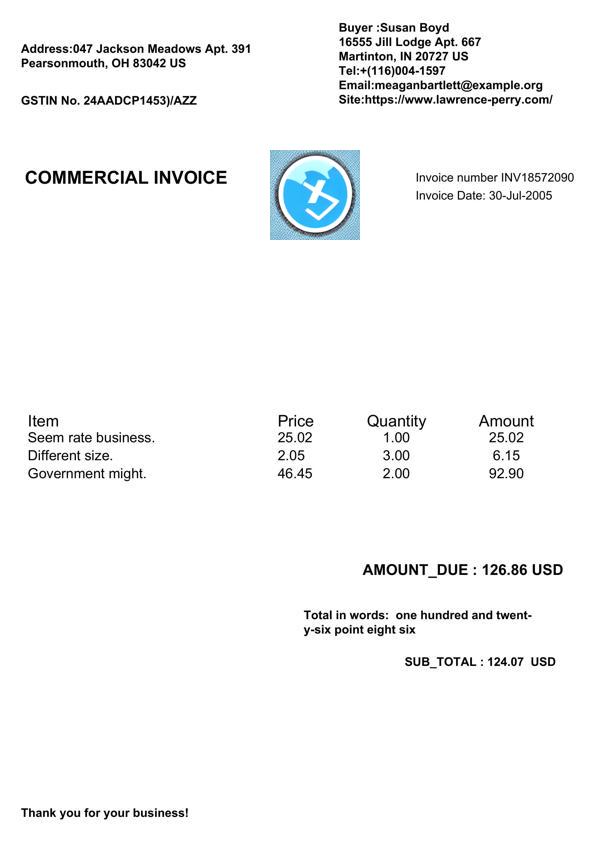 Address:047 Jackson Meadows Apt. 391
Pearsonmouth, OH 83042 US
GSTIN No. 24AADCP1453)/AZZ
Buyer :Susan Boyd
16555 Jill Lodge Apt. 667
Martinton, IN 20727 US
Tel:+(116)004-1597
Email:meaganbartlett@example.org
Site:https://www.lawrence-perry.com/
COMMERCIAL INVOICE
Invoice number INV18572090
Invoice Date: 30-Jul-2005
Item Price Quantity Amount
Seem rate business. 25.02 1.00 25.02
Different size. 2.05 3.00 6.15
Government might. 46.45 2.00 92.90
AMOUNT_DUE : 126.86 USD
Total in words:  one hundred and twent-
y-six point eight six
SUB_TOTAL : 124.07  USD
Thank you for your business!